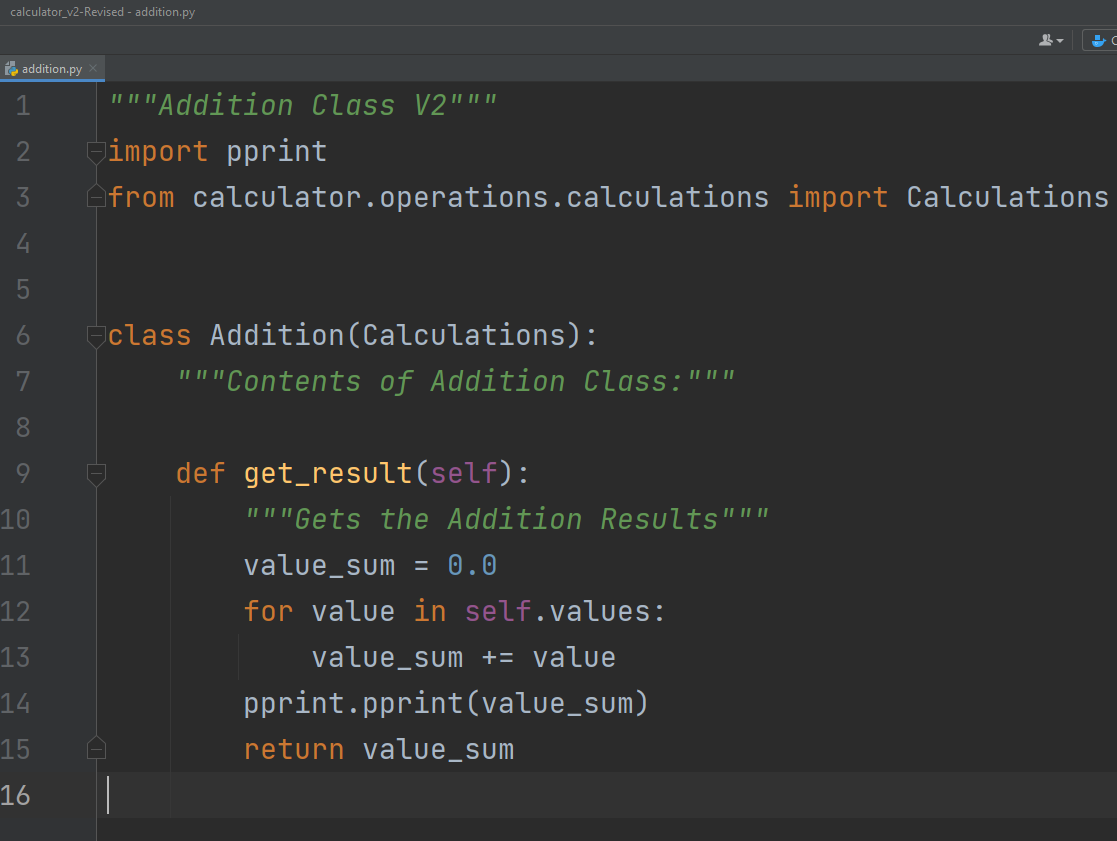 calculator_v2-Revised - addition.py
addition.py
1 """Addition Class V2"""
2 import pprint
3 from calculator.operations.calculations import Calculations
4
5
6 class Addition(Calculations):
7     """Contents of Addition Class:"""
8
9     def get_result(self):
10         """Gets the Addition Results"""
11         value_sum = 0.0
12         for value in self.values:
13             value_sum += value
14         pprint.pprint(value_sum)
15         return value_sum
16